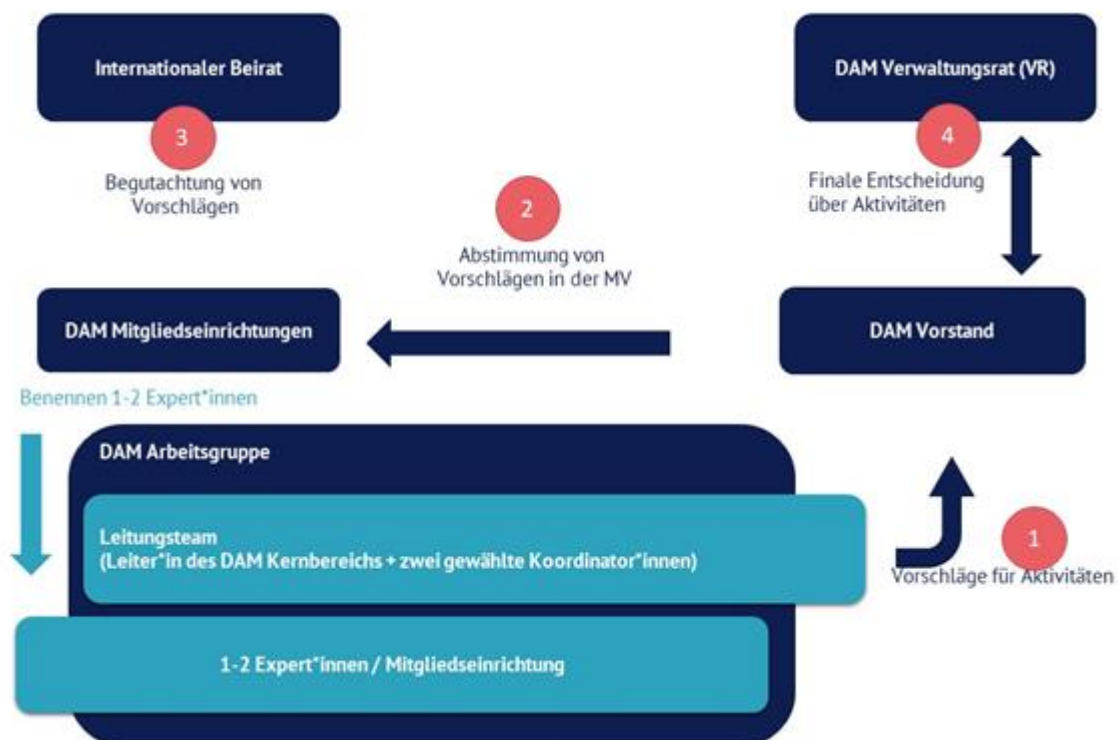 Internationaler Beirat
DAM Verwaltungsrat (VR)
3
4
Begutachtung von
Vorschlägen
Finale Entscheidung
über Aktivitäten
2
Abstimmung von
Vorschlägen in der MV
DAM Mitgliedseinrichtungen
DAM Vorstand
Benennen 1-2 Expert*innen
DAM Arbeitsgruppe
Leitungsteam
(Leiter*in des DAM Kernbereichs + zwei gewählte Koordinator*innen)
1
Vorschläge für Aktivitäten
1-2 Expert*innen / Mitgliedseinrichtung